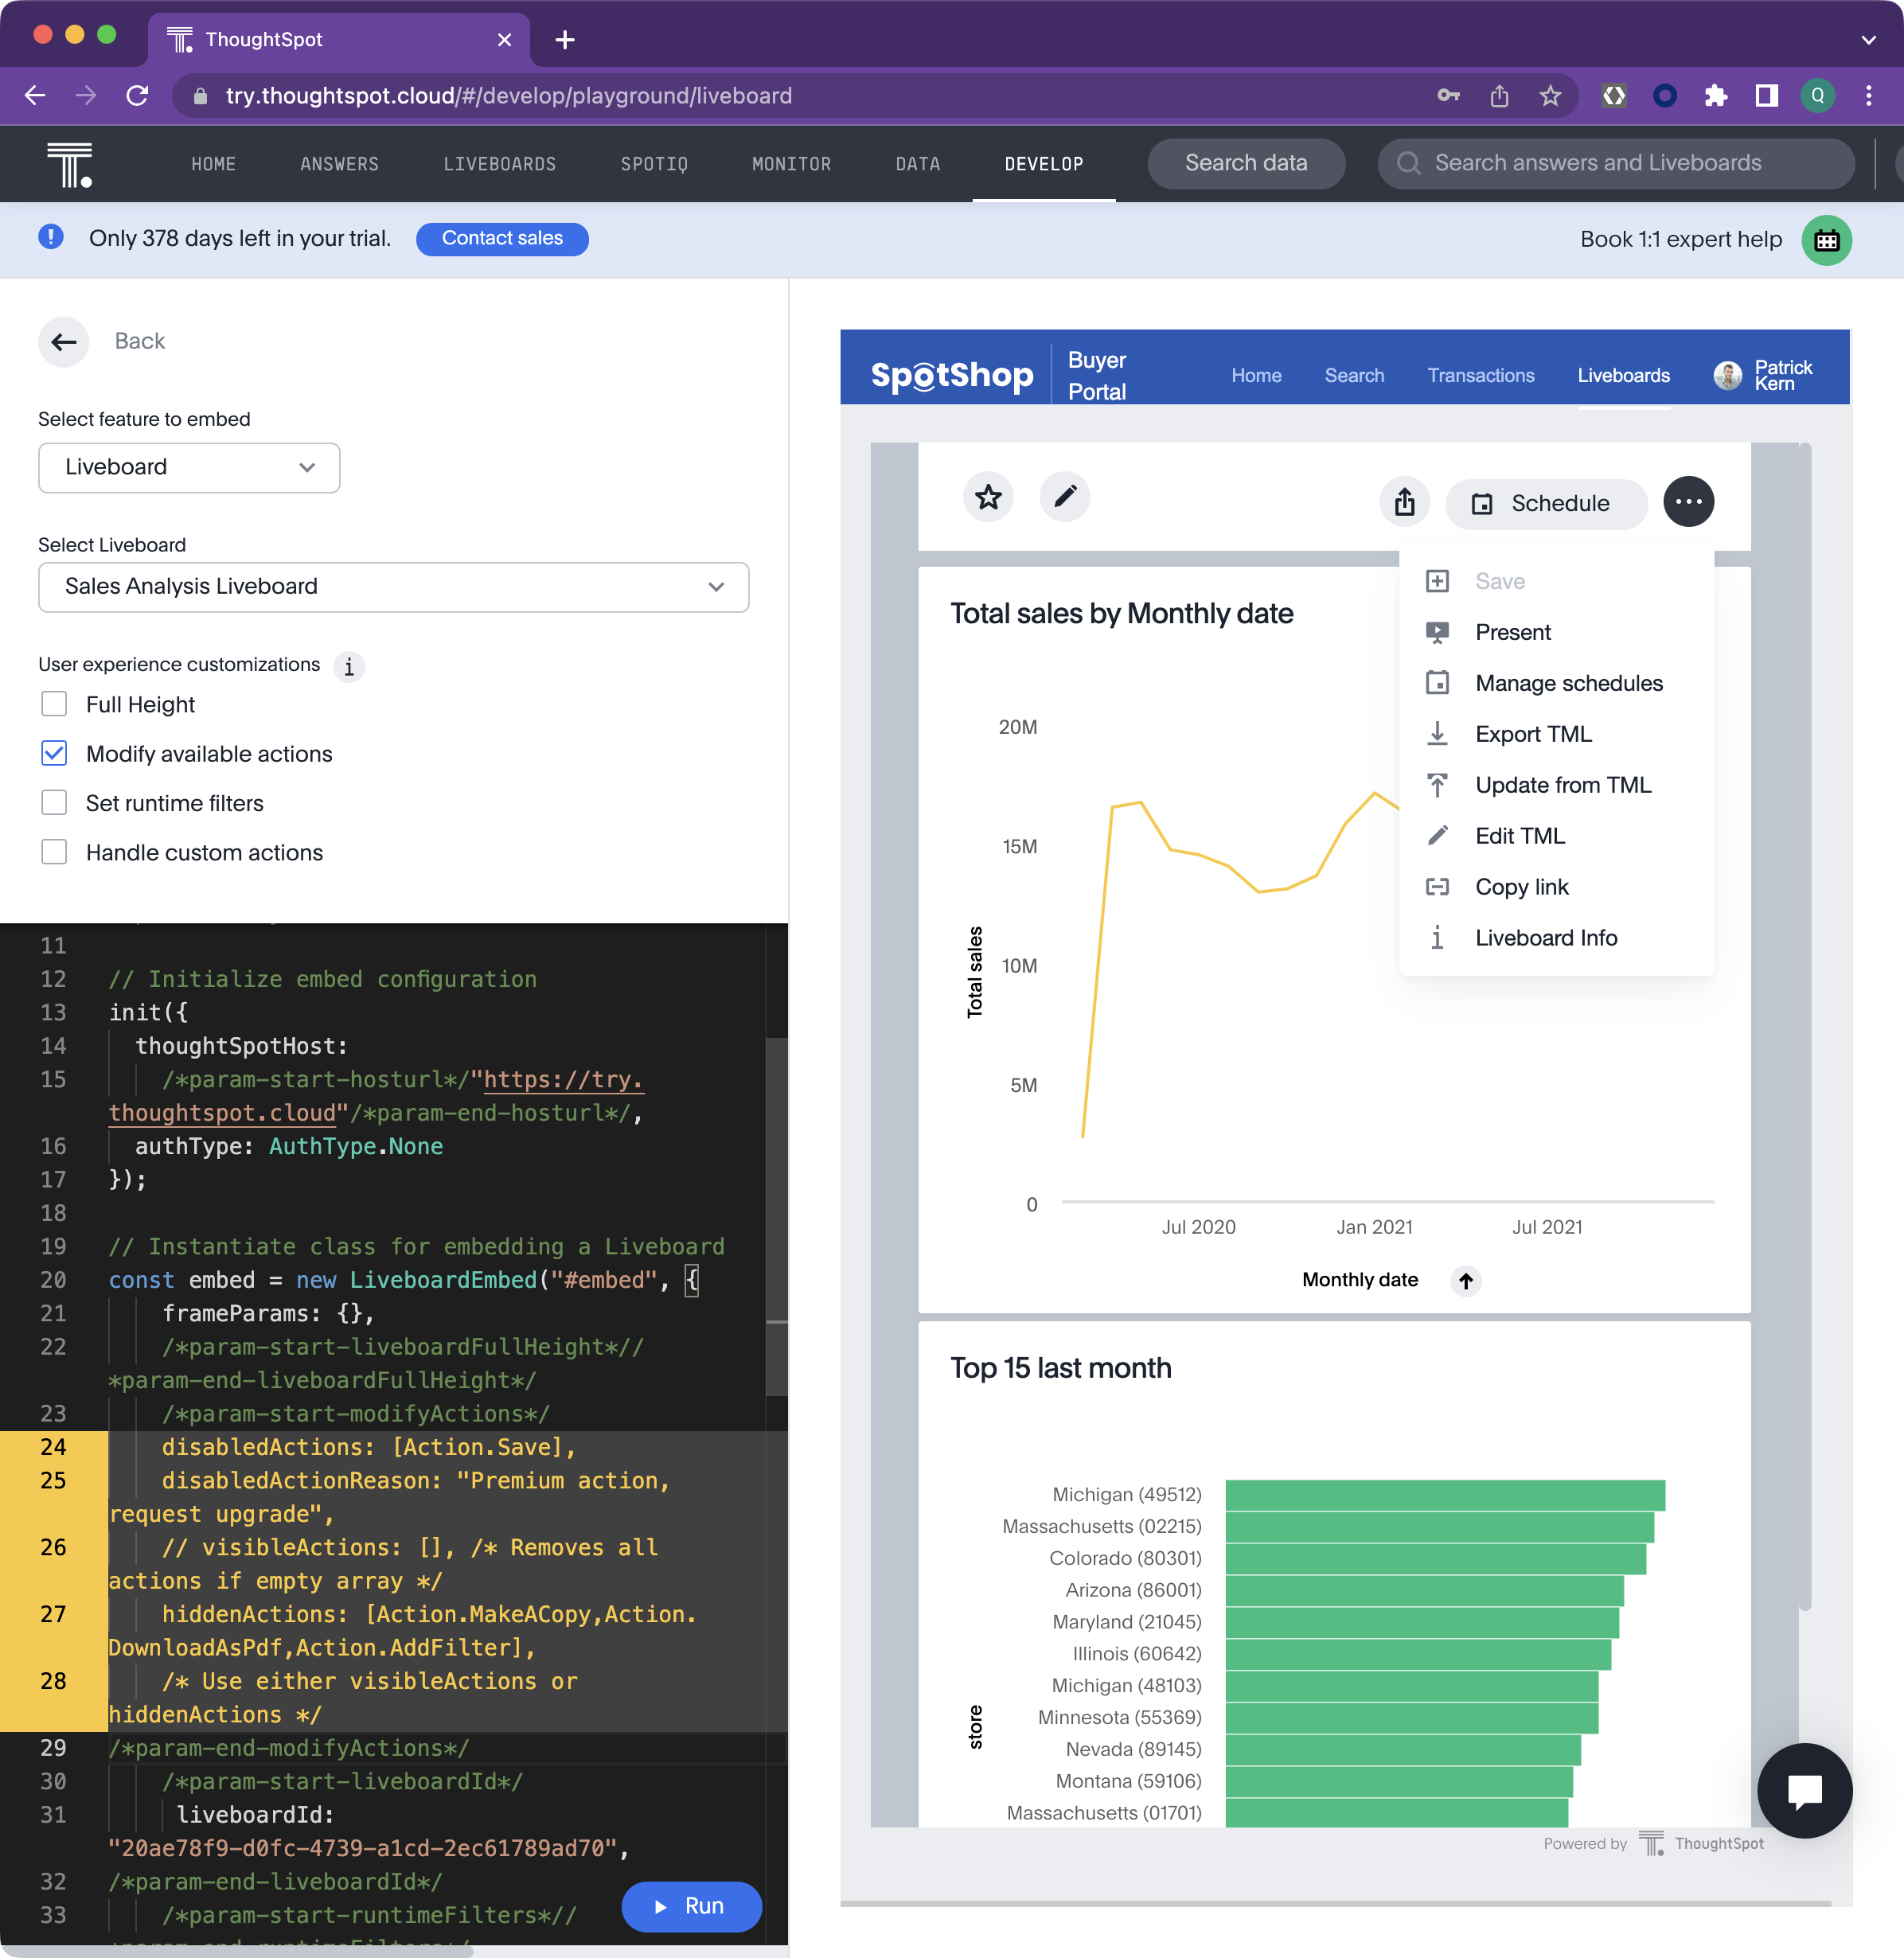 ThoughtSpot
try.thoughtspot.cloud/#/develop/playground/liveboard
Q
HOME ANSWERS LIVEBOARDS SPOTIQ MONITOR DATA DEVELOP Search data Search answers and Liveboards
Only 378 days left in your trial. Contact sales Book 1:1 expert help
Back
Select feature to embed
Liveboard
Select Liveboard
Sales Analysis Liveboard
User experience customizations i
Full Height
Modify available actions
Set runtime filters
Handle custom actions
11
12 // Initialize embed configuration
13 init({
14 thoughtSpotHost:
15 /*param-start-hosturl*/"https://try.
thoughtspot.cloud"/*param-end-hosturl*/,
16 authType: AuthType.None
17 });
18
19 // Instantiate class for embedding a Liveboard
20 const embed = new LiveboardEmbed("#embed", {
21 frameParams: {},
22 /*param-start-liveboardFullHeight*//
*param-end-liveboardFullHeight*/
23 /*param-start-modifyActions*/
24 disabledActions: [Action.Save],
25 disabledActionReason: "Premium action,
request upgrade",
26 // visibleActions: [], /* Removes all
actions if empty array */
27 hiddenActions: [Action.MakeACopy,Action.
DownloadAsPdf,Action.AddFilter],
28 /* Use either visibleActions or
hiddenActions */
29 /*param-end-modifyActions*/
30 /*param-start-liveboardId*/
31 liveboardId:
"20ae78f9-d0fc-4739-a1cd-2ec61789ad70",
32 /*param-end-liveboardId*/
33 /*param-start-runtimeFilters*//
Run
SpotShop
Buyer
Portal
Home Search Transactions Liveboards
Patrick
Kern
Schedule
Save
Present
Manage schedules
Export TML
Update from TML
Edit TML
Copy link
Liveboard Info
Total sales by Monthly date
20M
15M
10M
5M
0
Total sales
Jul 2020 Jan 2021 Jul 2021
Monthly date
Top 15 last month
store
Michigan (49512)
Massachusetts (02215)
Colorado (80301)
Arizona (86001)
Maryland (21045)
Illinois (60642)
Michigan (48103)
Minnesota (55369)
Nevada (89145)
Montana (59106)
Massachusetts (01701)
Powered by ThoughtSpot